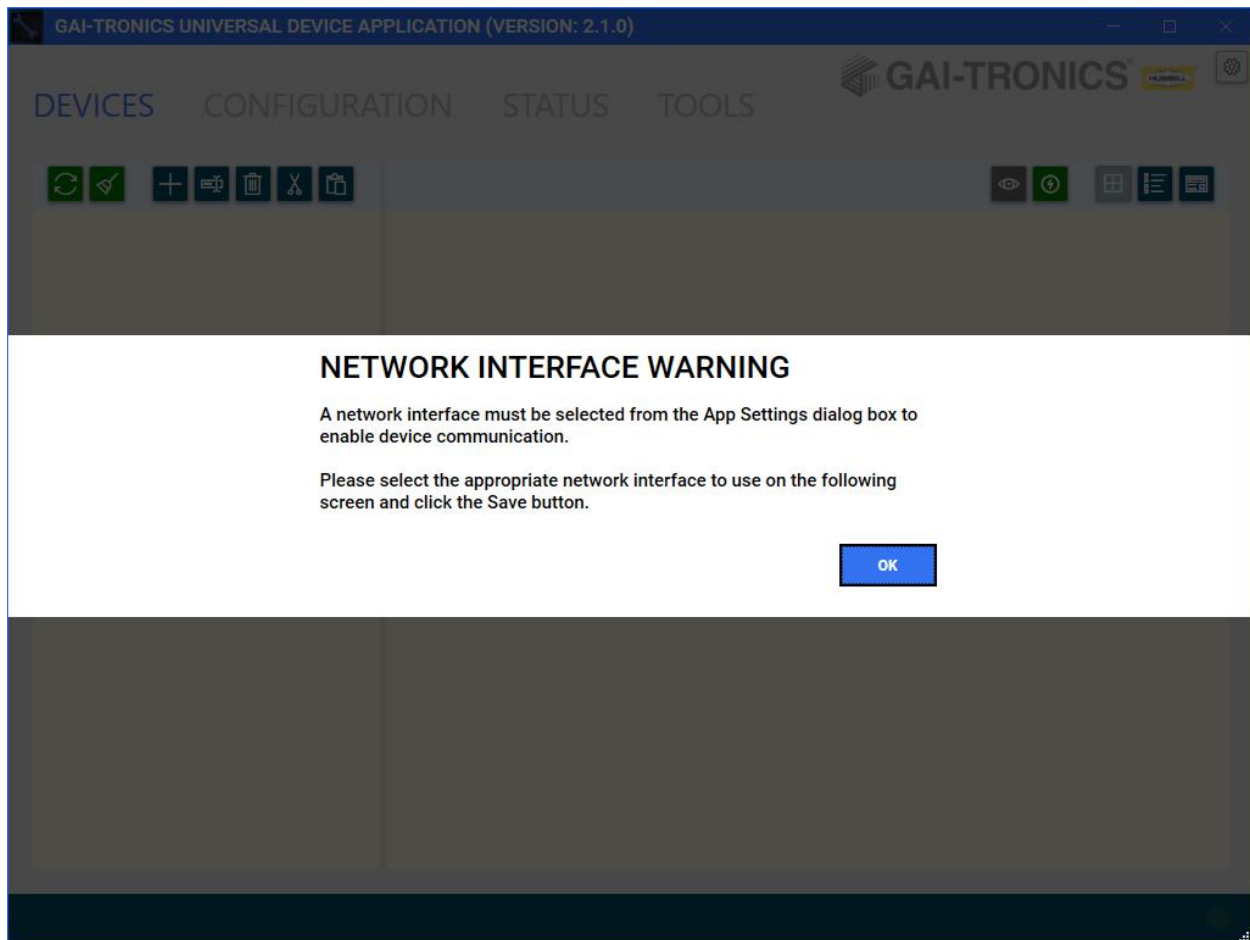 GAI-TRONICS UNIVERSAL DEVICE APPLICATION (VERSION: 2.1.0)
GAI-TRONICS®
HUBBELL
DEVICES CONFIGURATION STATUS TOOLS
NETWORK INTERFACE WARNING
A network interface must be selected from the App Settings dialog box to
enable device communication.
Please select the appropriate network interface to use on the following
screen and click the Save button.
OK